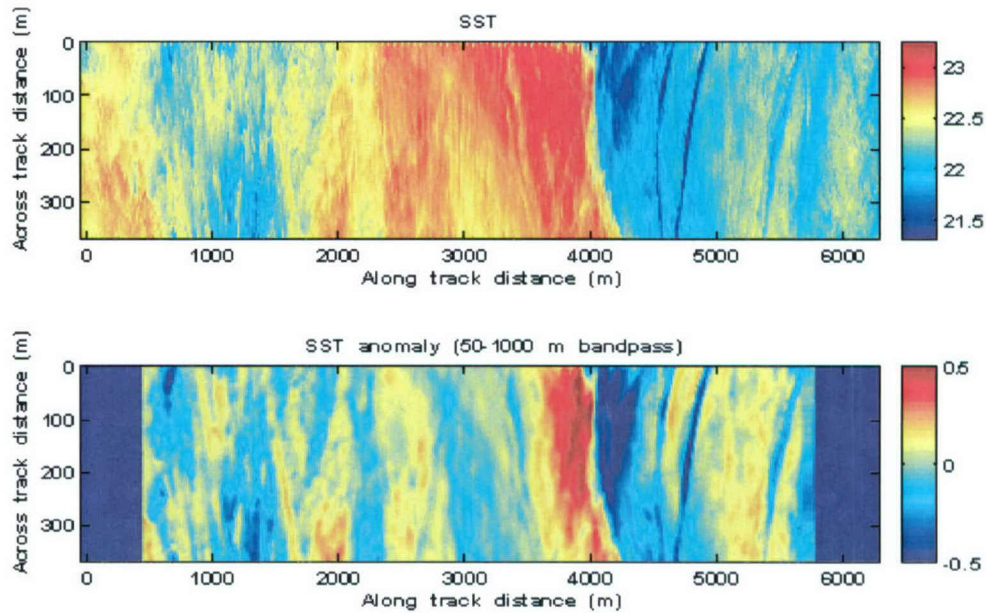 SST
Across track distance (m)
0
100
200
300
0 1000 2000 3000 4000 5000 6000
Along track distance (m)
23
22.5
22
21.5
SST anomaly (50-1000 m bandpass)
Across track distance (m)
0
100
200
300
0 1000 2000 3000 4000 5000 6000
Along track distance (m)
0.5
0
-0.5